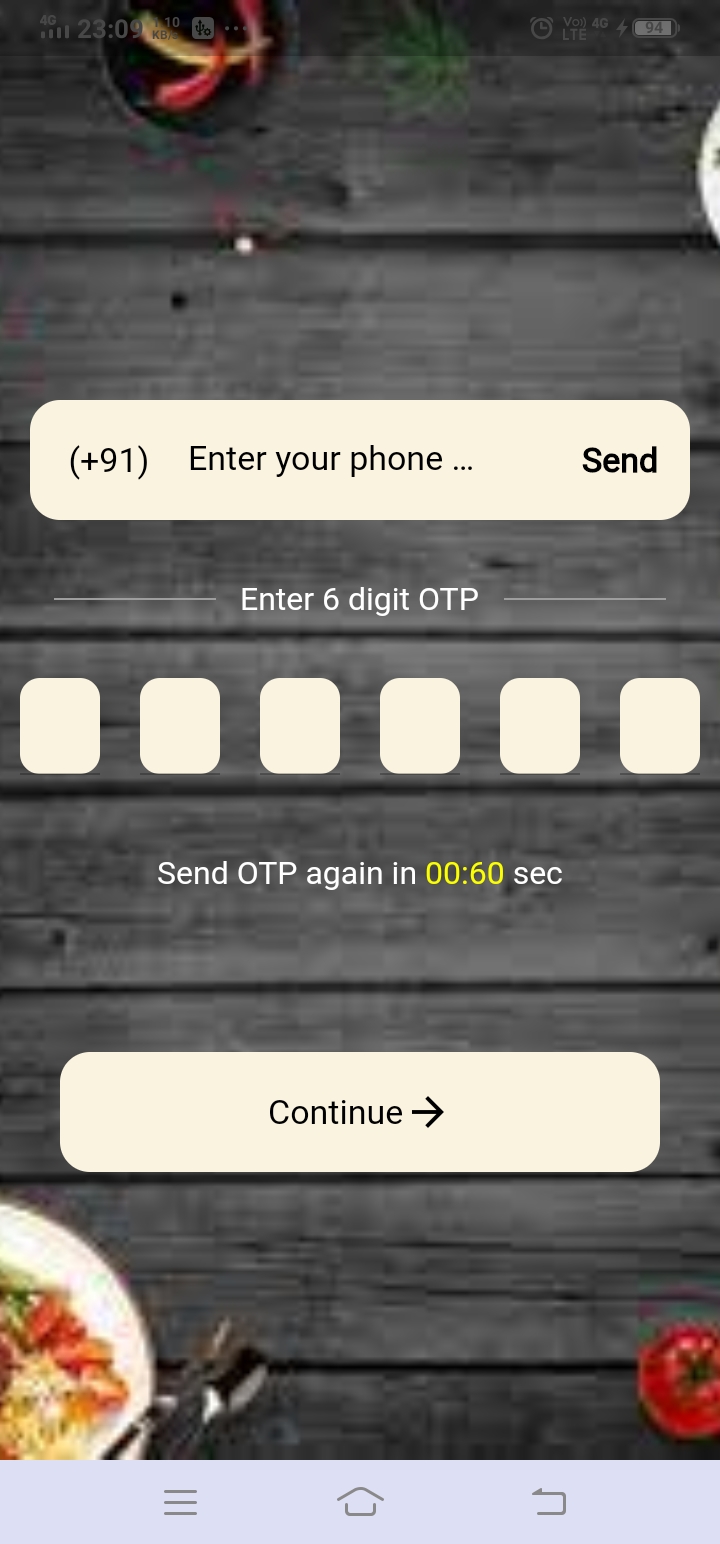 4G 23:09 1.10 KB/s ... Vo)) LTE 4G 94
(+91) Enter your phone ... Send
Enter 6 digit OTP
Send OTP again in 00:60 sec
Continue →